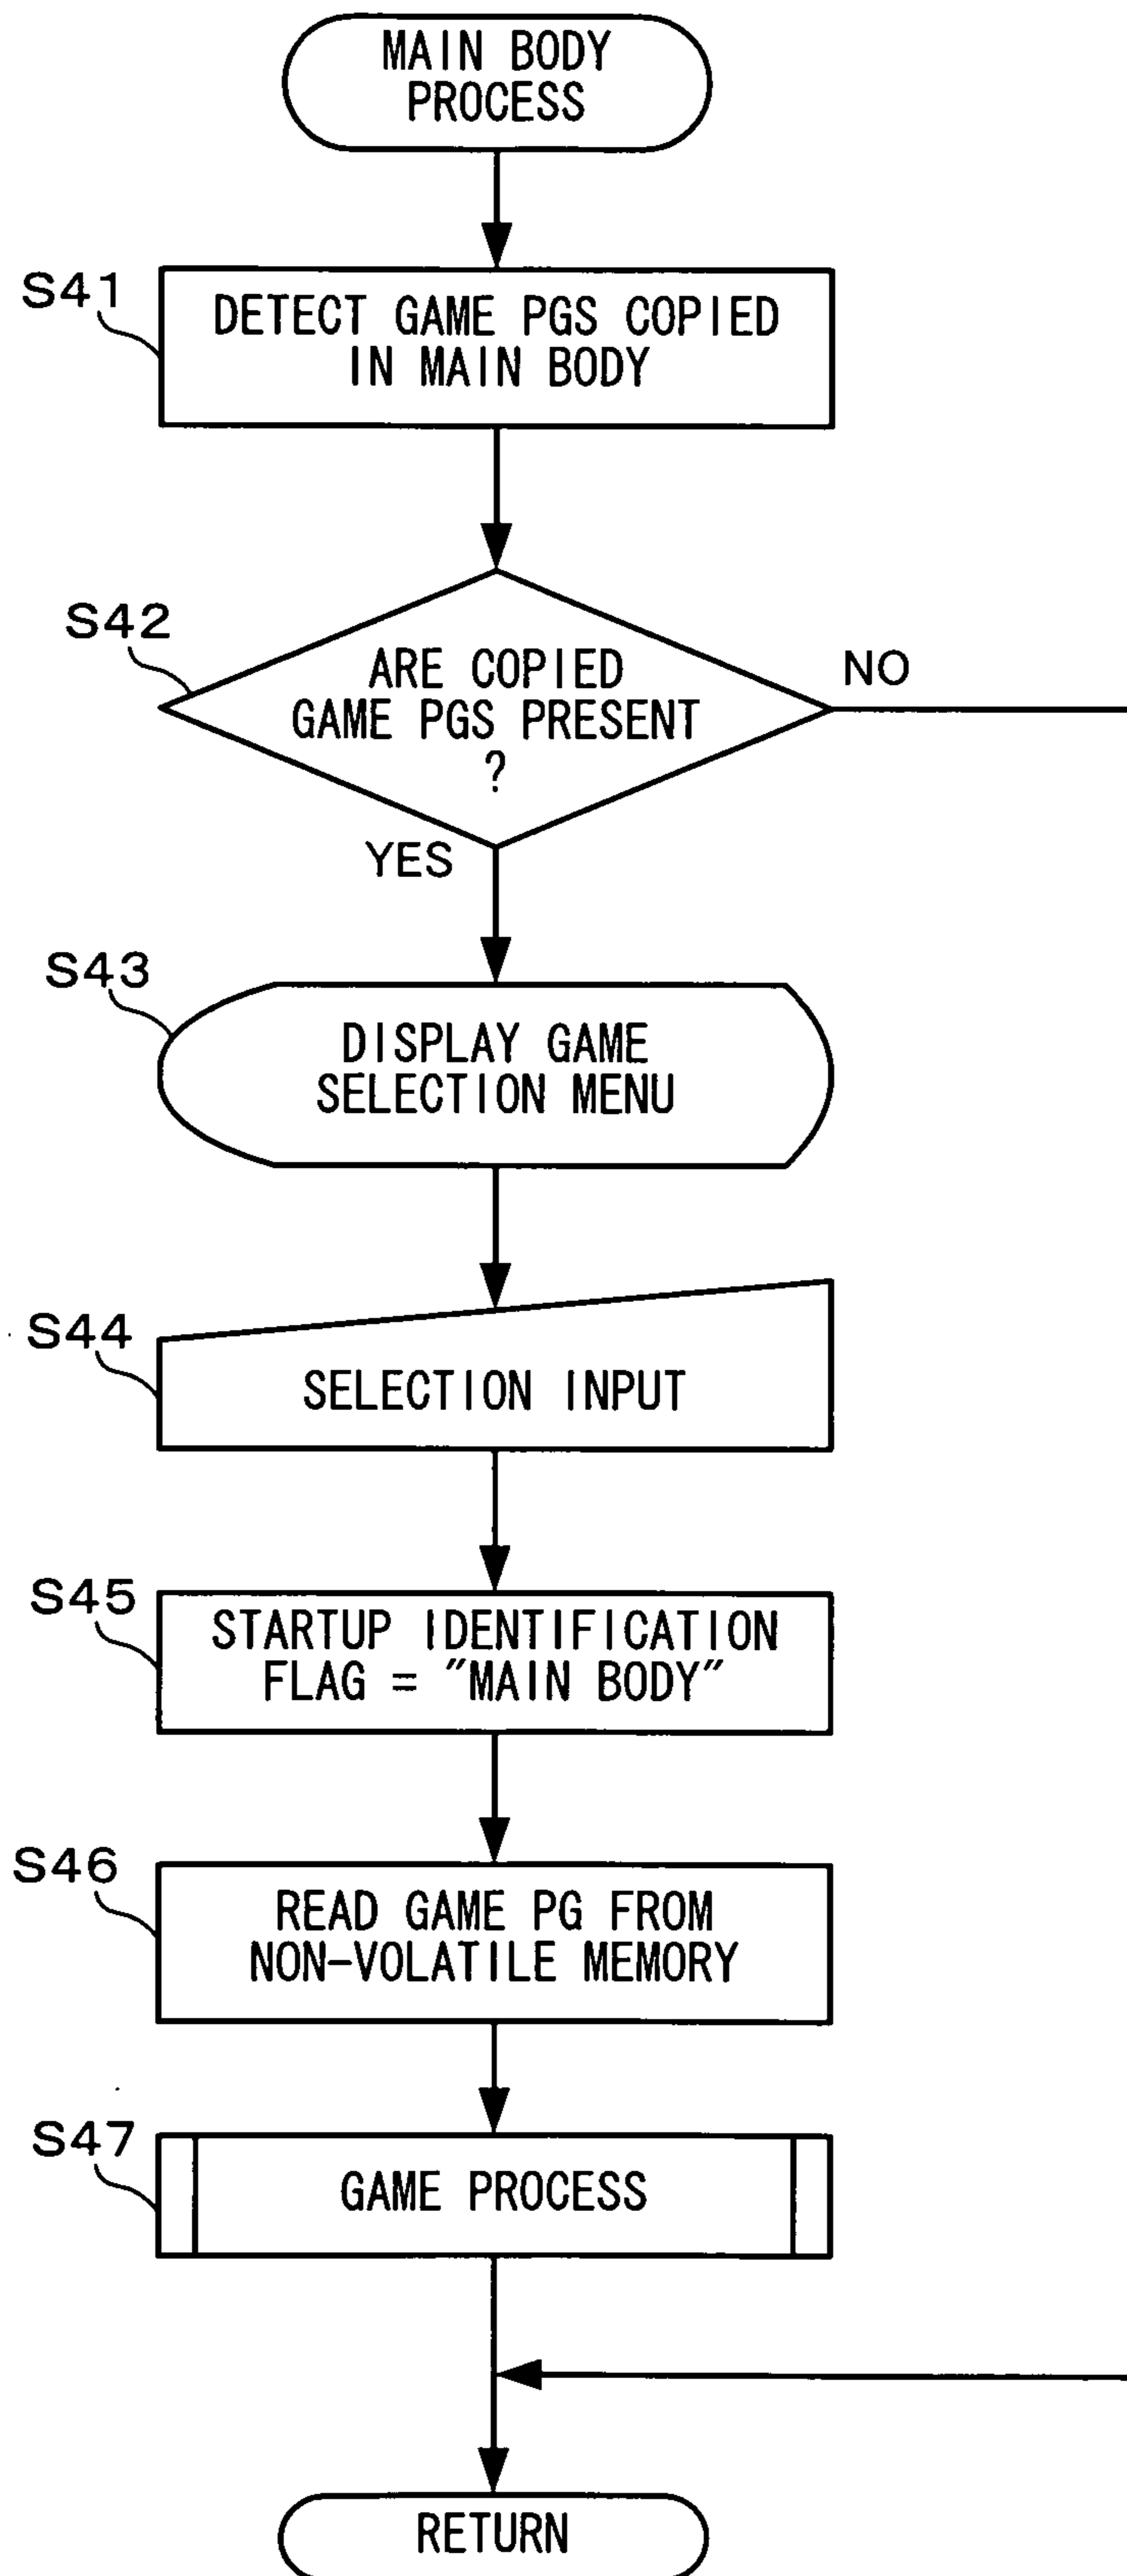 MAIN BODY
PROCESS
S41
DETECT GAME PGS COPIED
IN MAIN BODY
S42
ARE COPIED
GAME PGS PRESENT
?
NO
YES
S43
DISPLAY GAME
SELECTION MENU
S44
SELECTION INPUT
S45
STARTUP IDENTIFICATION
FLAG = "MAIN BODY"
S46
READ GAME PG FROM
NON-VOLATILE MEMORY
S47
GAME PROCESS
RETURN